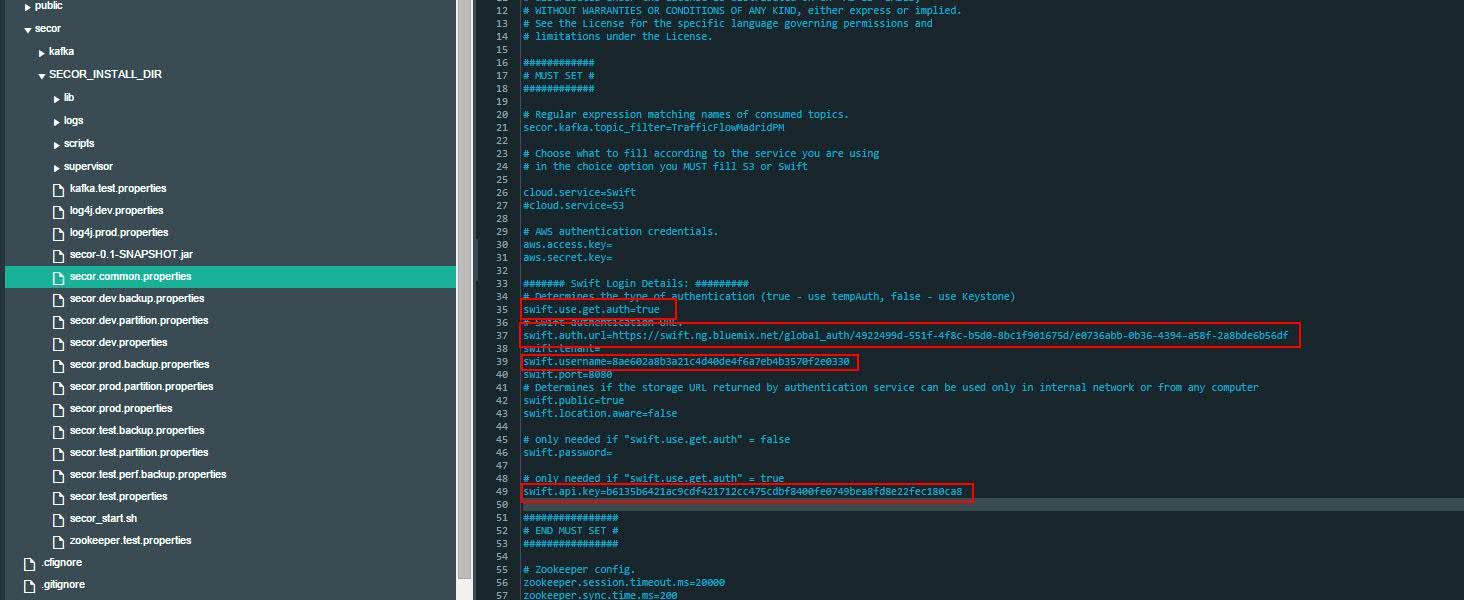 public
secor
kafka
SECOR_INSTALL_DIR
lib
logs
scripts
supervisor
kafka.test.properties
log4j.dev.properties
log4j.prod.properties
secor-0.1-SNAPSHOT.jar
secor.common.properties
secor.dev.backup.properties
secor.dev.partition.properties
secor.dev.properties
secor.prod.backup.properties
secor.prod.partition.properties
secor.prod.properties
secor.test.backup.properties
secor.test.partition.properties
secor.test.perf.backup.properties
secor.test.properties
secor_start.sh
zookeeper.test.properties
.cfignore
.gitignore
12 # WITHOUT WARRANTIES OR CONDITIONS OF ANY KIND, either express or implied.
13 # See the License for the specific language governing permissions and
14 # limitations under the License.
15
16 ############
17 # MUST SET #
18 ############
19
20 # Regular expression matching names of consumed topics.
21 secor.kafka.topic_filter=TrafficFlowMadridPM
22
23 # Choose what to fill according to the service you are using
24 # in the choice option you MUST fill S3 or Swift
25
26 cloud.service=Swift
27 #cloud.service=S3
28
29 # AWS authentication credentials.
30 aws.access.key=
31 aws.secret.key=
32
33 ####### Swift Login Details: #########
34 # Determines the type of authentication (true - use tempAuth, false - use Keystone)
35 swift.use.get.auth=true
36 # Swift authentication URL.
37 swift.auth.url=https://swift.ng.bluemix.net/global_auth/4922499d-551f-4f8c-b5d0-8bc1f901675d/e0736abb-0b36-4394-a58f-2a8bde6b56df
38 swift.tenant=
39 swift.username=8ae602a8b3a21c4d40de4f6a7eb4b3570f2e0330
40 swift.port=8080
41 # Determines if the storage URL returned by authentication service can be used only in internal network or from any computer
42 swift.public=true
43 swift.location.aware=false
44
45 # only needed if "swift.use.get.auth" = false
46 swift.password=
47
48 # only needed if "swift.use.get.auth" = true
49 swift.api.key=b6135b6421ac9cdf421712cc475cdbf8400fe0749bea8fd8e22fec180ca8
50
51 ################
52 # END MUST SET #
53 ################
54
55 # Zookeeper config.
56 zookeeper.session.timeout.ms=20000
57 zookeeper.sync.time.ms=200